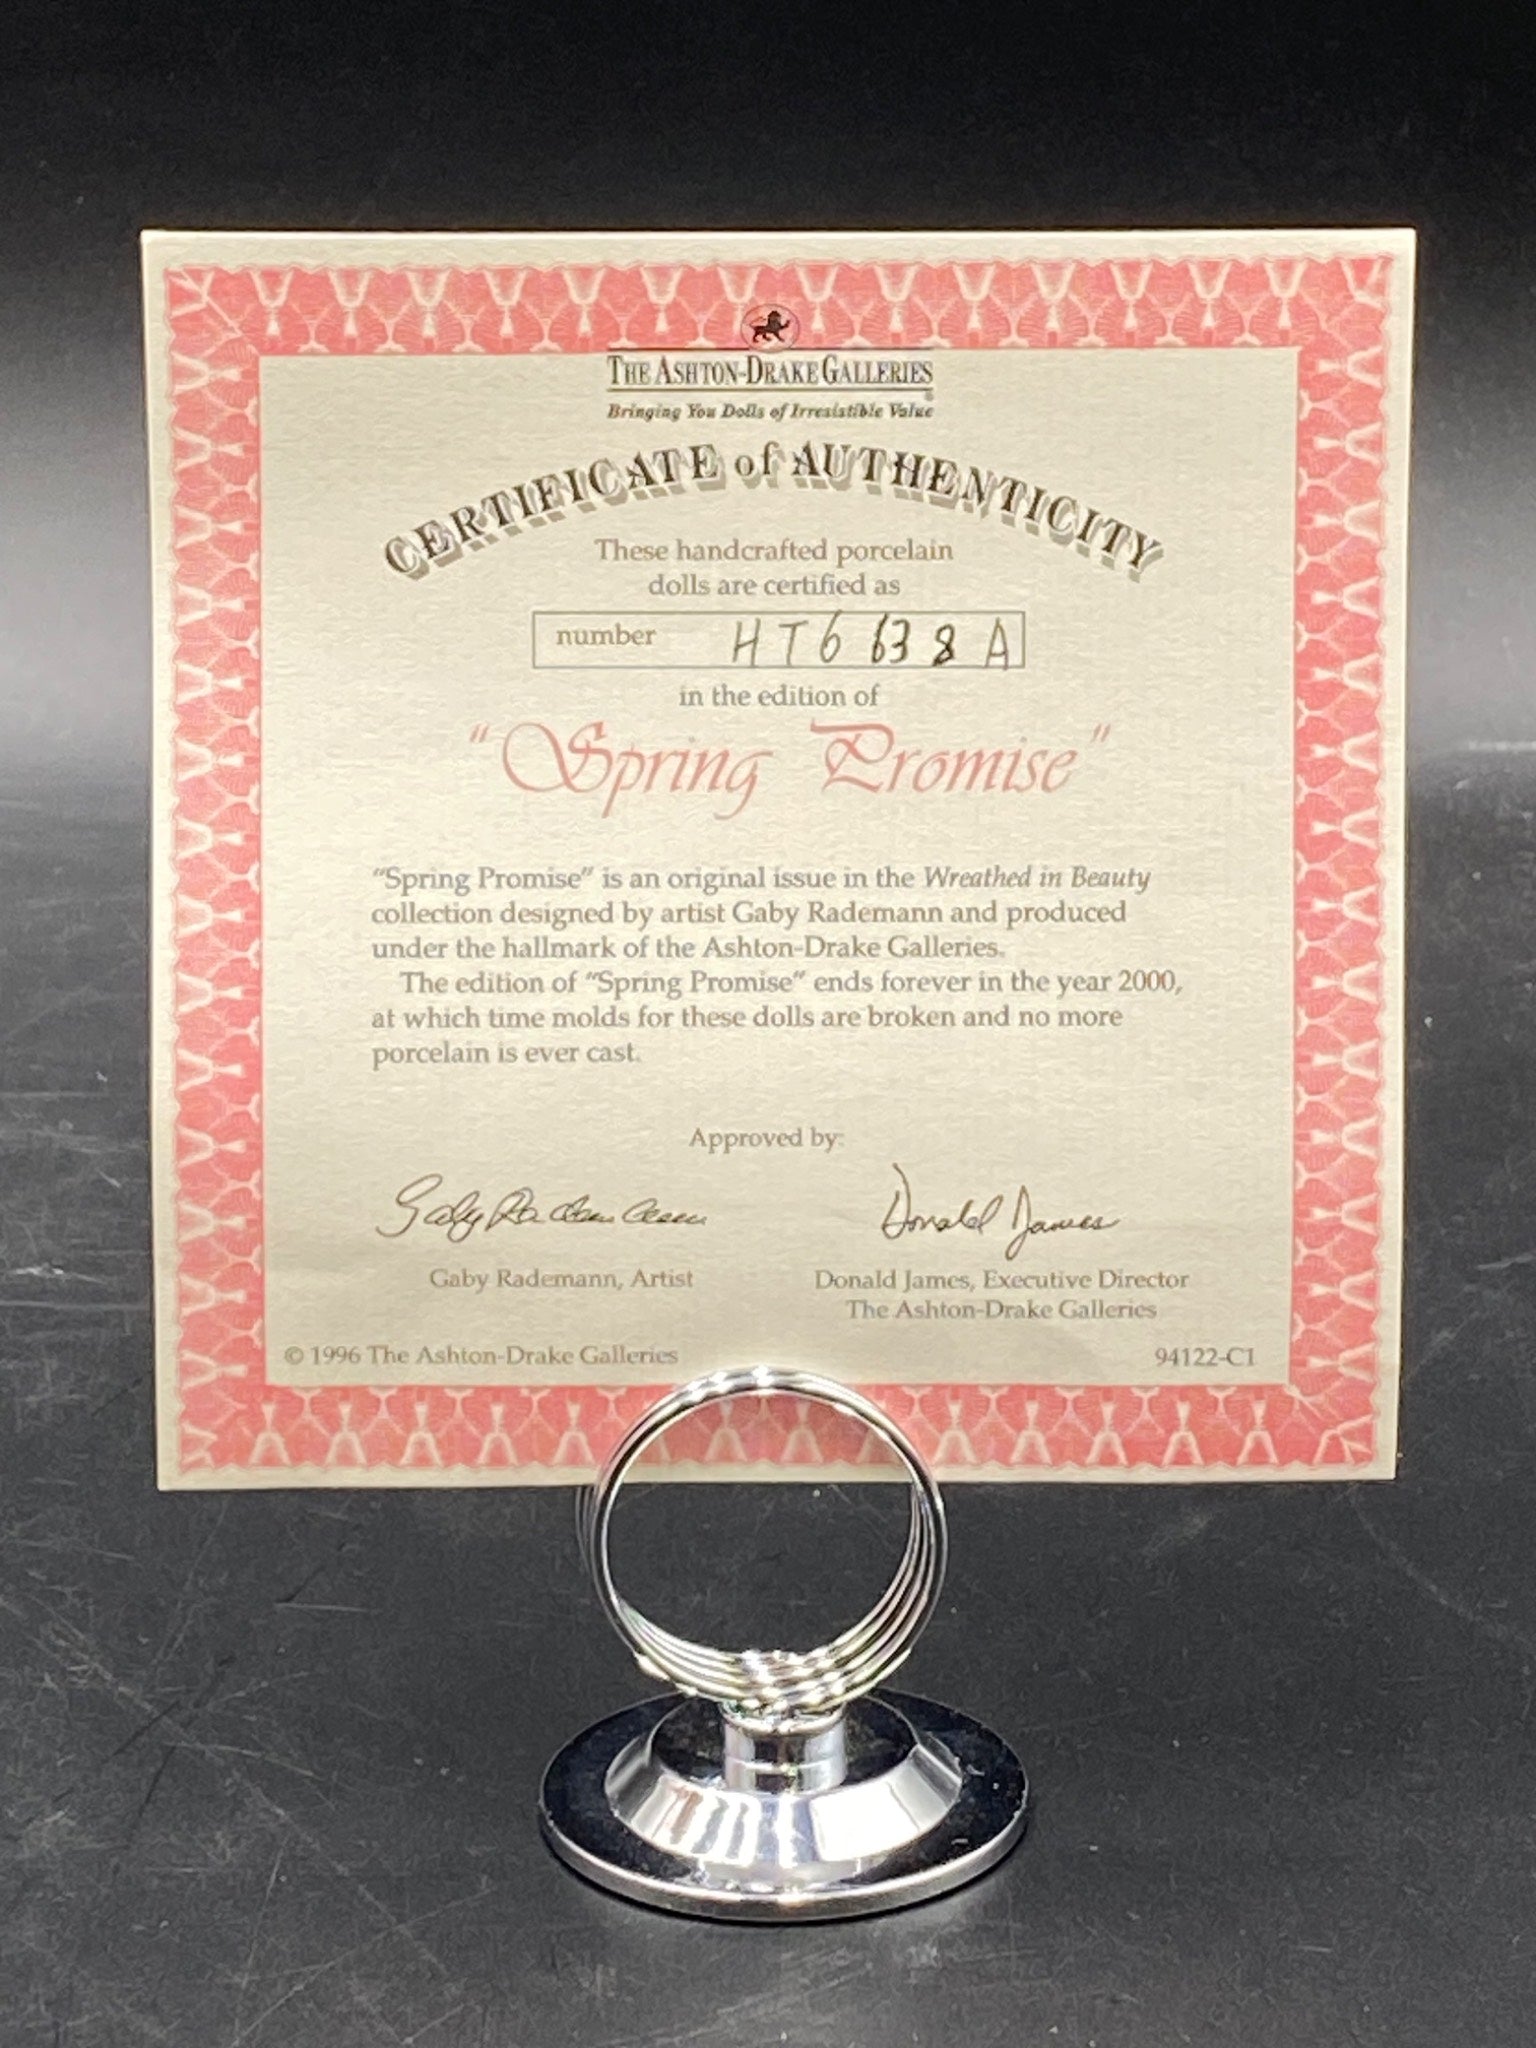 THE ASHTON-DRAKE GALLERIES®
Bringing You Dolls of Irresistible Value
CERTIFICATE of AUTHENTICITY
These handcrafted porcelain
dolls are certified as
number HT6638A
in the edition of
"Spring Promise"
"Spring Promise" is an original issue in the Wreathed in Beauty
collection designed by artist Gaby Rademann and produced
under the hallmark of the Ashton-Drake Galleries.
The edition of "Spring Promise" ends forever in the year 2000,
at which time molds for these dolls are broken and no more
porcelain is ever cast.
Approved by:
Gaby Rademann Donald James
Gaby Rademann, Artist Donald James, Executive Director
The Ashton-Drake Galleries
© 1996 The Ashton-Drake Galleries 94122-C1